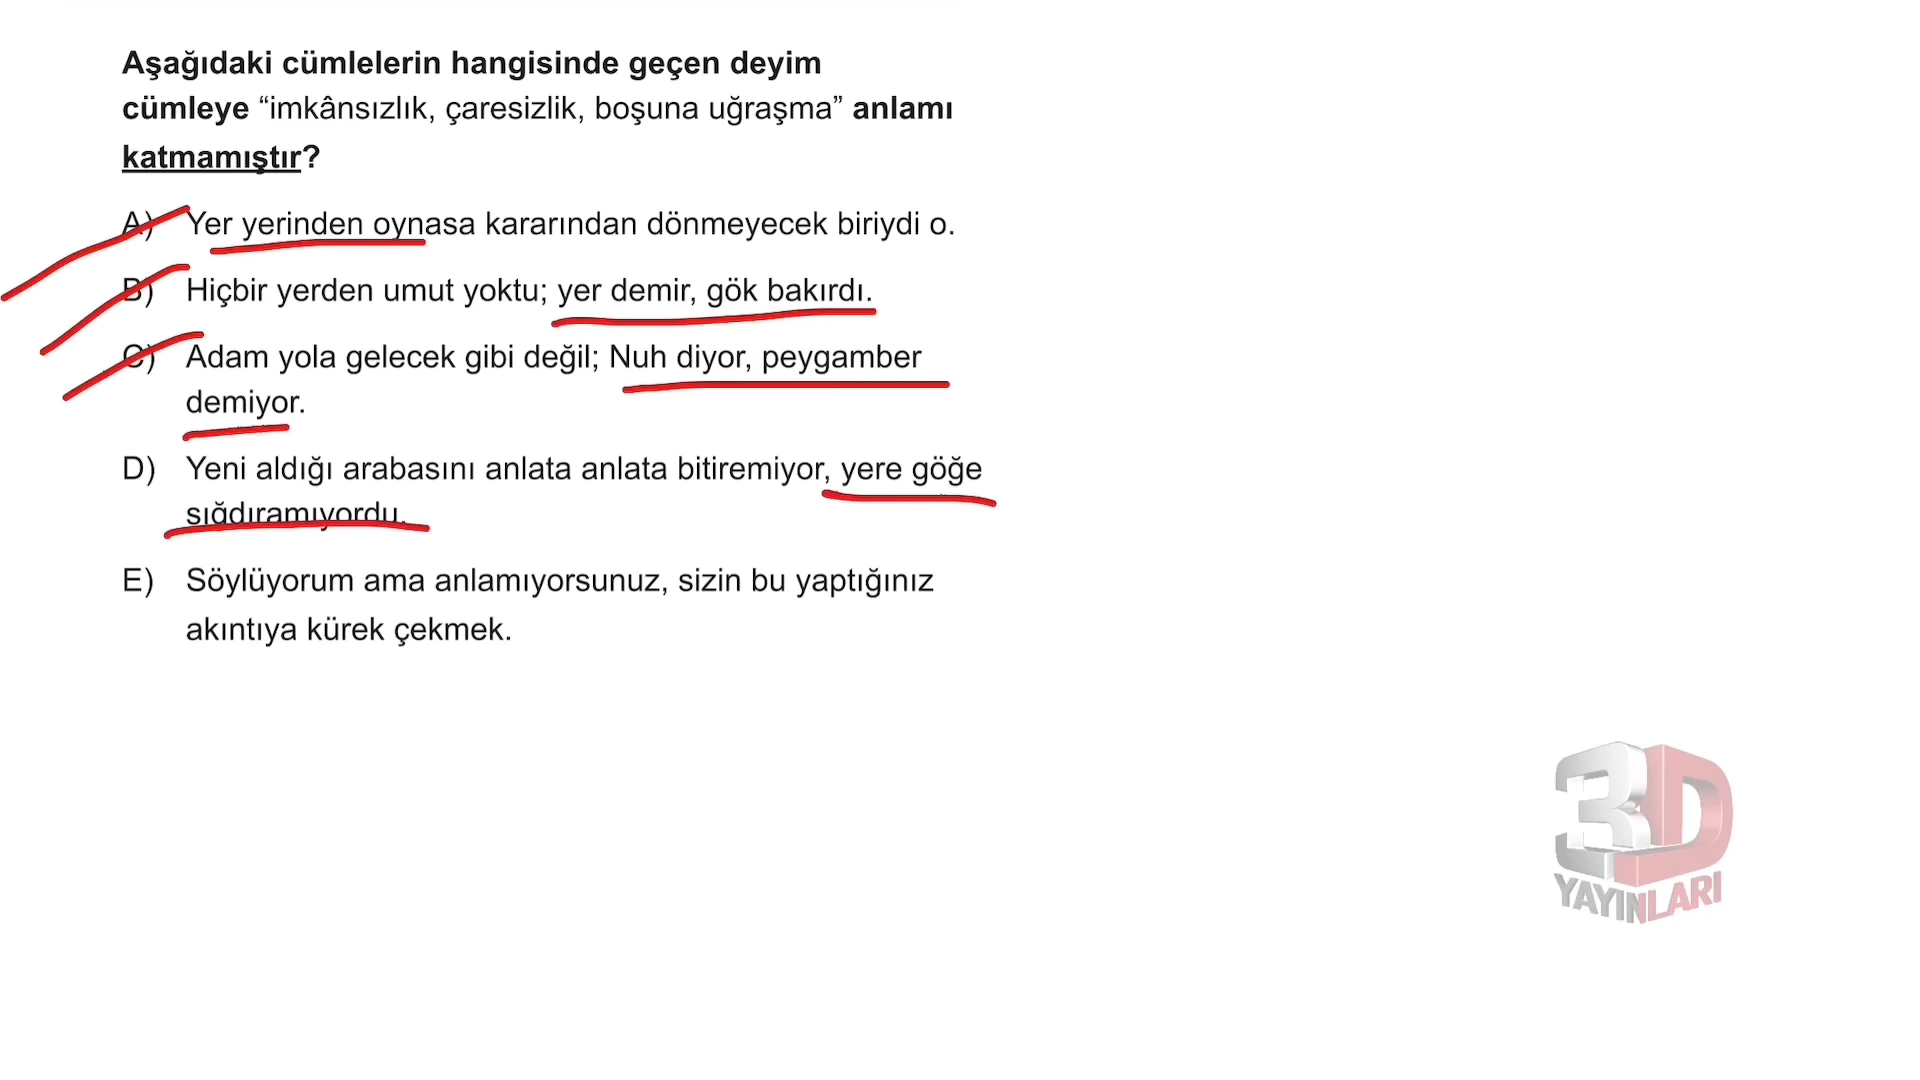 Aşağıdaki cümlelerin hangisinde geçen deyim
cümleye “imkânsızlık, çaresizlik, boşuna uğraşma” anlamı
katmamıştır?
A) Yer yerinden oynasa kararından dönmeyecek biriydi o.
B) Hiçbir yerden umut yoktu; yer demir, gök bakırdı.
C) Adam yola gelecek gibi değil; Nuh diyor, peygamber
demiyor.
D) Yeni aldığı arabasını anlata anlata bitiremiyor, yere göğe
sığdıramıyordu.
E) Söylüyorum ama anlamıyorsunuz, sizin bu yaptığınız
akıntıya kürek çekmek.
3D
YAYINLARI